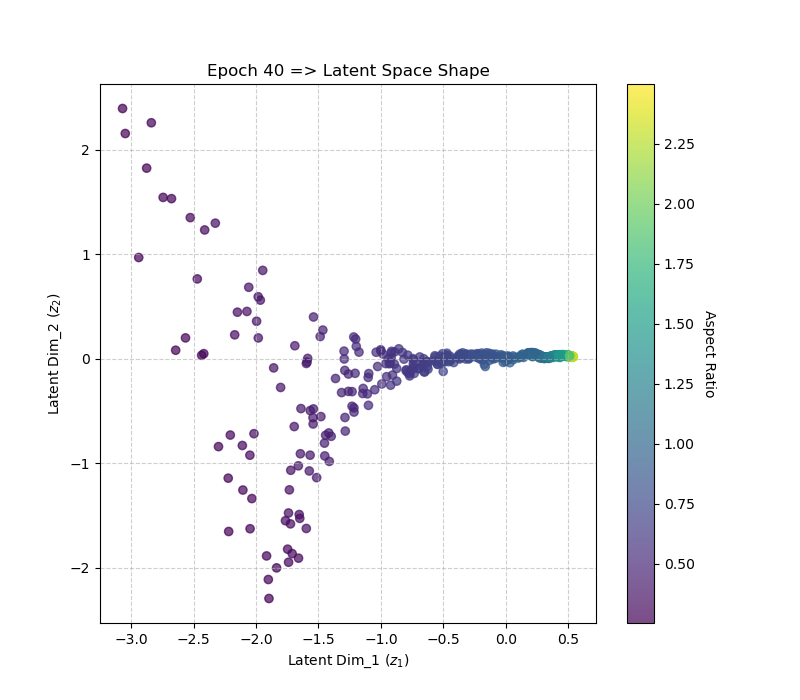 Epoch 40 => Latent Space Shape
2
1
0
−1
−2
Latent Dim_2 (z₂)
−3.0 −2.5 −2.0 −1.5 −1.0 −0.5 0.0 0.5
Latent Dim_1 (z₁)
2.25
2.00
1.75
1.50
1.25
1.00
0.75
0.50
Aspect Ratio